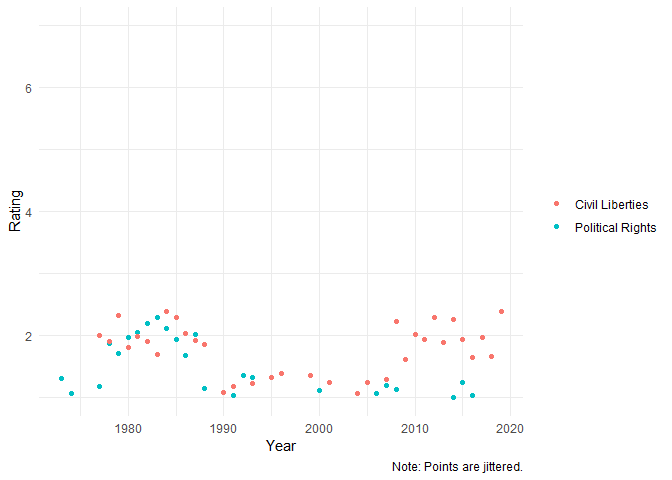 6
4
2
Rating
1980 1990 2000 2010 2020
Year
Civil Liberties
Political Rights
Note: Points are jittered.